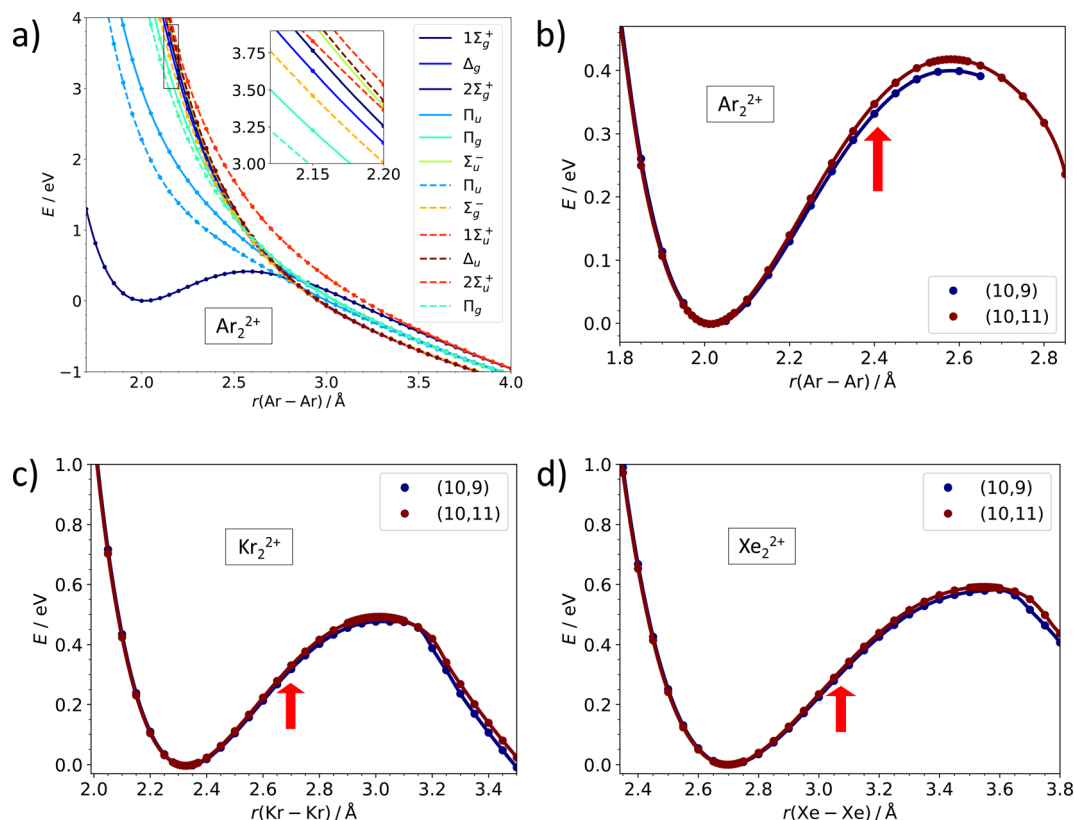 a)
4
3
2
1
0
−1
E / eV
2.0
2.5
3.0
3.5
4.0
r(Ar − Ar) / Å
Ar₂²⁺
3.75
3.50
3.25
3.00
2.15
2.20
1Σg⁺
Δg
2Σg⁺
Πu
Πg
Σu⁻
Πu
Σg⁻
1Σu⁺
Δu
2Σu⁺
Πg
b)
0.4
0.3
0.2
0.1
0.0
E / eV
1.8
2.0
2.2
2.4
2.6
2.8
r(Ar − Ar) / Å
Ar₂²⁺
(10,9)
(10,11)
c)
1.0
0.8
0.6
0.4
0.2
0.0
E / eV
2.0
2.2
2.4
2.6
2.8
3.0
3.2
3.4
r(Kr − Kr) / Å
Kr₂²⁺
(10,9)
(10,11)
d)
1.0
0.8
0.6
0.4
0.2
0.0
E / eV
2.4
2.6
2.8
3.0
3.2
3.4
3.6
3.8
r(Xe − Xe) / Å
Xe₂²⁺
(10,9)
(10,11)